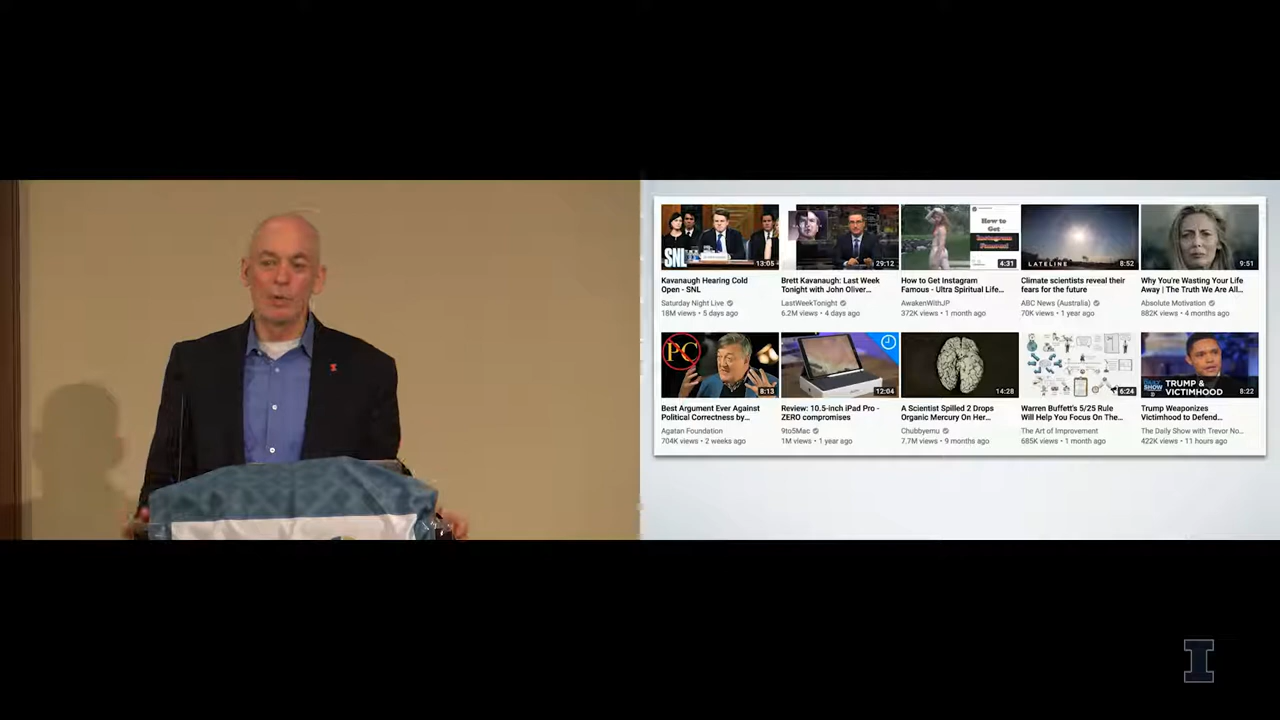 SNL
13:05
29:12
How to
Get
Instagram
Famous!
4:31
LATELINE
8:52
9:51
Kavanaugh Hearing Cold
Open - SNL
Saturday Night Live
18M views • 5 days ago
Brett Kavanaugh: Last Week
Tonight with John Oliver...
LastWeekTonight
6.2M views • 4 days ago
How to Get Instagram
Famous - Ultra Spiritual Life...
AwakenWithJP
372K views • 1 month ago
Climate scientists reveal their
fears for the future
ABC News (Australia)
70K views • 1 year ago
Why You're Wasting Your Life
Away | The Truth We Are All...
Absolute Motivation
882K views • 4 months ago
PC
8:13
12:04
14:28
6:24
THE
DAILY
SHOW
TRUMP &
VICTIMHOOD
8:22
Best Argument Ever Against
Political Correctness by...
Agatan Foundation
704K views • 2 weeks ago
Review: 10.5-inch iPad Pro -
ZERO compromises
9to5Mac
1M views • 1 year ago
A Scientist Spilled 2 Drops
Organic Mercury On Her...
Chubbyemu
7.7M views • 9 months ago
Warren Buffett's 5/25 Rule
Will Help You Focus On The...
The Art of Improvement
685K views • 1 month ago
Trump Weaponizes
Victimhood to Defend...
The Daily Show with Trevor No...
422K views • 11 hours ago
I